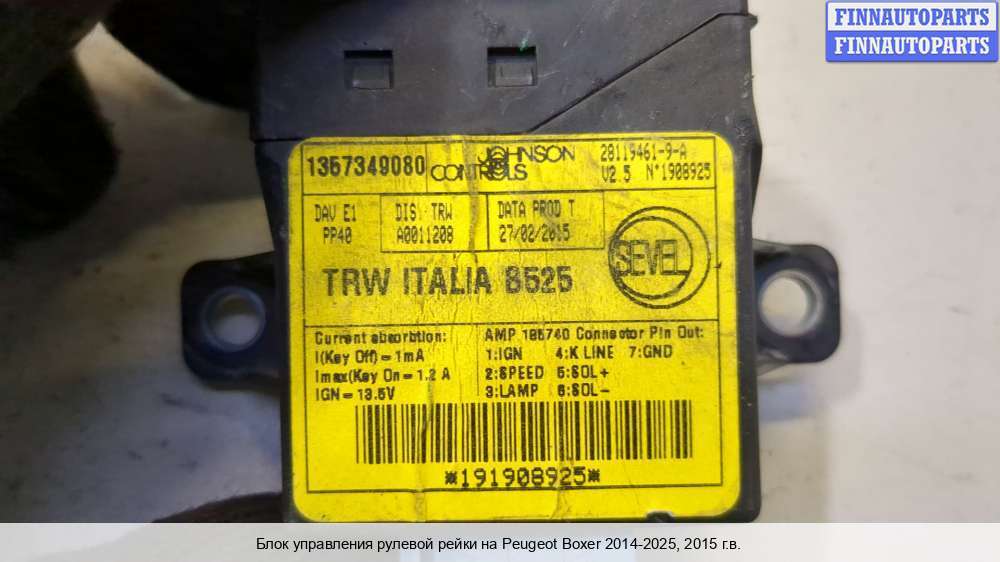 FINNAUTOPARTS
FINNAUTOPARTS
1357349080
JOHNSON
CONTROLS
28119461-9-A
V2.5 N°1908925
DAV E1
PP40
DIS. TRW
A0011208
DATA PROD T
27/02/2015
SEVEL
TRW ITALIA 8525
Current absorbtion:
I(Key Off)=1mA
Imax(Key On=1.2 A
IGN=13.5V
AMP 185740 Connector Pin Out:
1:IGN 4:K LINE 7:GND
2:SPEED 5:SOL+
3:LAMP 6:SOL-
*191908925*
Блок управления рулевой рейки на Peugeot Boxer 2014-2025, 2015 г.в.